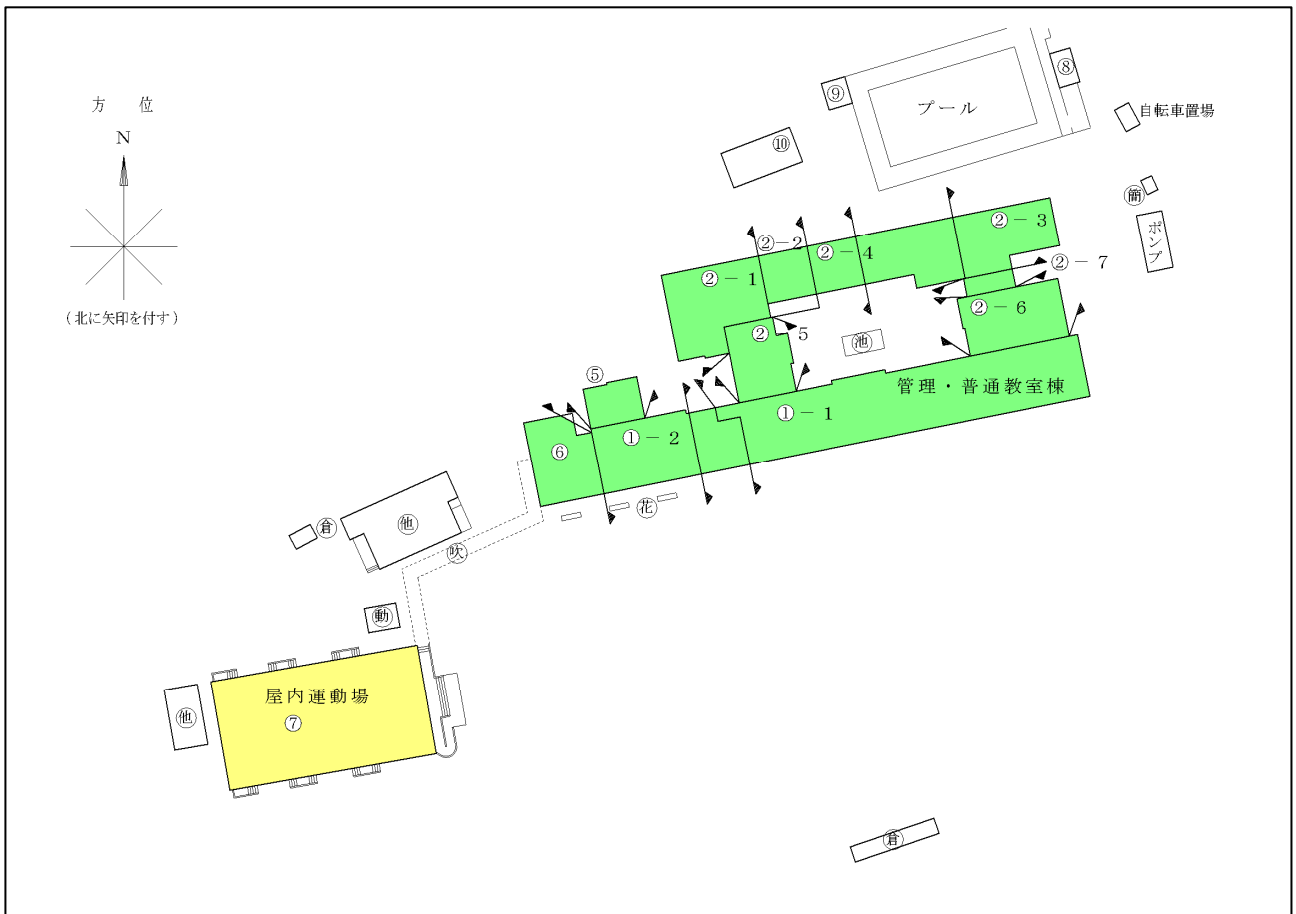 方　位
N
(北に矢印を付す)
⑧
⑨
プール
自転車置場
⑩
簡
ポンプ
②－3
②－2
②－4
②－7
②－1
②－6
② 5
池
⑤
管理・普通教室棟
①－1
①－2
⑥
花
倉
他
吹
動
屋内運動場
⑦
他
倉